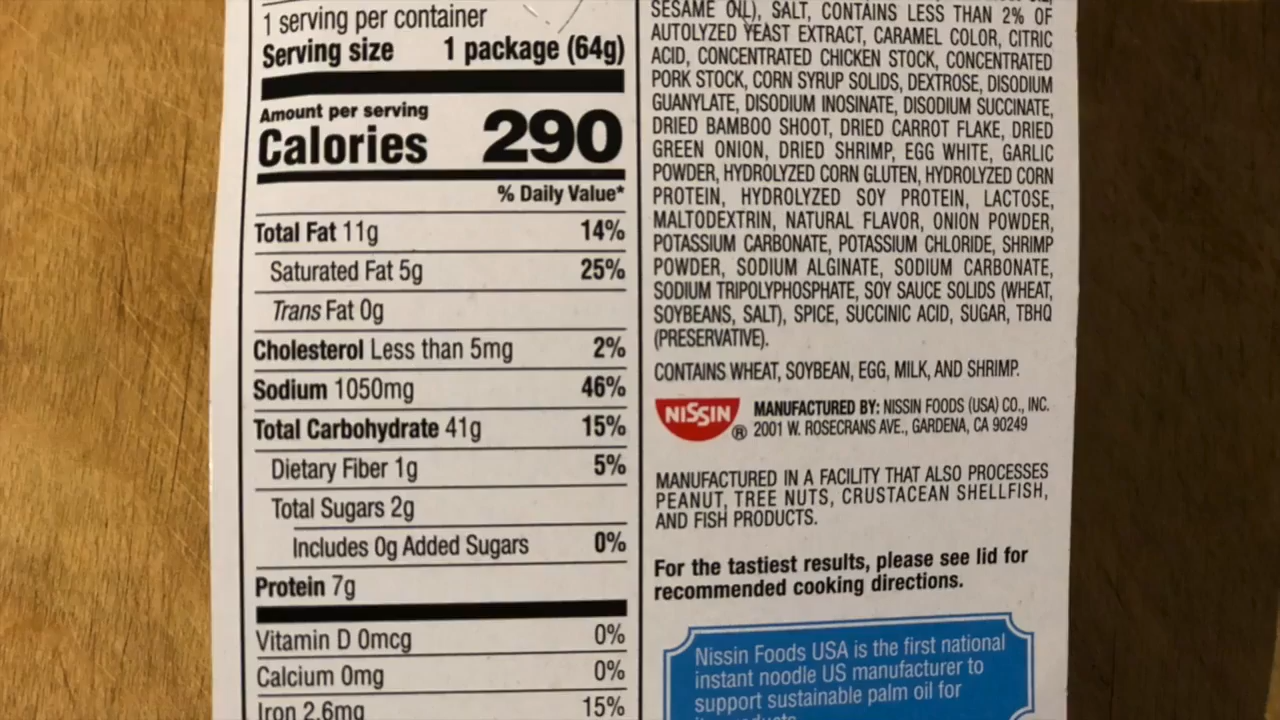 1 serving per container
Serving size 1 package (64g)
Amount per serving
Calories 290
% Daily Value*
Total Fat 11g 14%
Saturated Fat 5g 25%
Trans Fat 0g
Cholesterol Less than 5mg 2%
Sodium 1050mg 46%
Total Carbohydrate 41g 15%
Dietary Fiber 1g 5%
Total Sugars 2g
Includes 0g Added Sugars 0%
Protein 7g
Vitamin D 0mcg 0%
Calcium 0mg 0%
Iron 2.6mg 15%
SESAME OIL), SALT, CONTAINS LESS THAN 2% OF
AUTOLYZED YEAST EXTRACT, CARAMEL COLOR, CITRIC
ACID, CONCENTRATED CHICKEN STOCK, CONCENTRATED
PORK STOCK, CORN SYRUP SOLIDS, DEXTROSE, DISODIUM
GUANYLATE, DISODIUM INOSINATE, DISODIUM SUCCINATE,
DRIED BAMBOO SHOOT, DRIED CARROT FLAKE, DRIED
GREEN ONION, DRIED SHRIMP, EGG WHITE, GARLIC
POWDER, HYDROLYZED CORN GLUTEN, HYDROLYZED CORN
PROTEIN, HYDROLYZED SOY PROTEIN, LACTOSE,
MALTODEXTRIN, NATURAL FLAVOR, ONION POWDER,
POTASSIUM CARBONATE, POTASSIUM CHLORIDE, SHRIMP
POWDER, SODIUM ALGINATE, SODIUM CARBONATE,
SODIUM TRIPOLYPHOSPHATE, SOY SAUCE SOLIDS (WHEAT,
SOYBEANS, SALT), SPICE, SUCCINIC ACID, SUGAR, TBHQ
(PRESERVATIVE).
CONTAINS WHEAT, SOYBEAN, EGG, MILK, AND SHRIMP.
NISSIN ®
MANUFACTURED BY: NISSIN FOODS (USA) CO., INC.
2001 W. ROSECRANS AVE., GARDENA, CA 90249
MANUFACTURED IN A FACILITY THAT ALSO PROCESSES
PEANUT, TREE NUTS, CRUSTACEAN SHELLFISH,
AND FISH PRODUCTS.
For the tastiest results, please see lid for
recommended cooking directions.
Nissin Foods USA is the first national
instant noodle US manufacturer to
support sustainable palm oil for